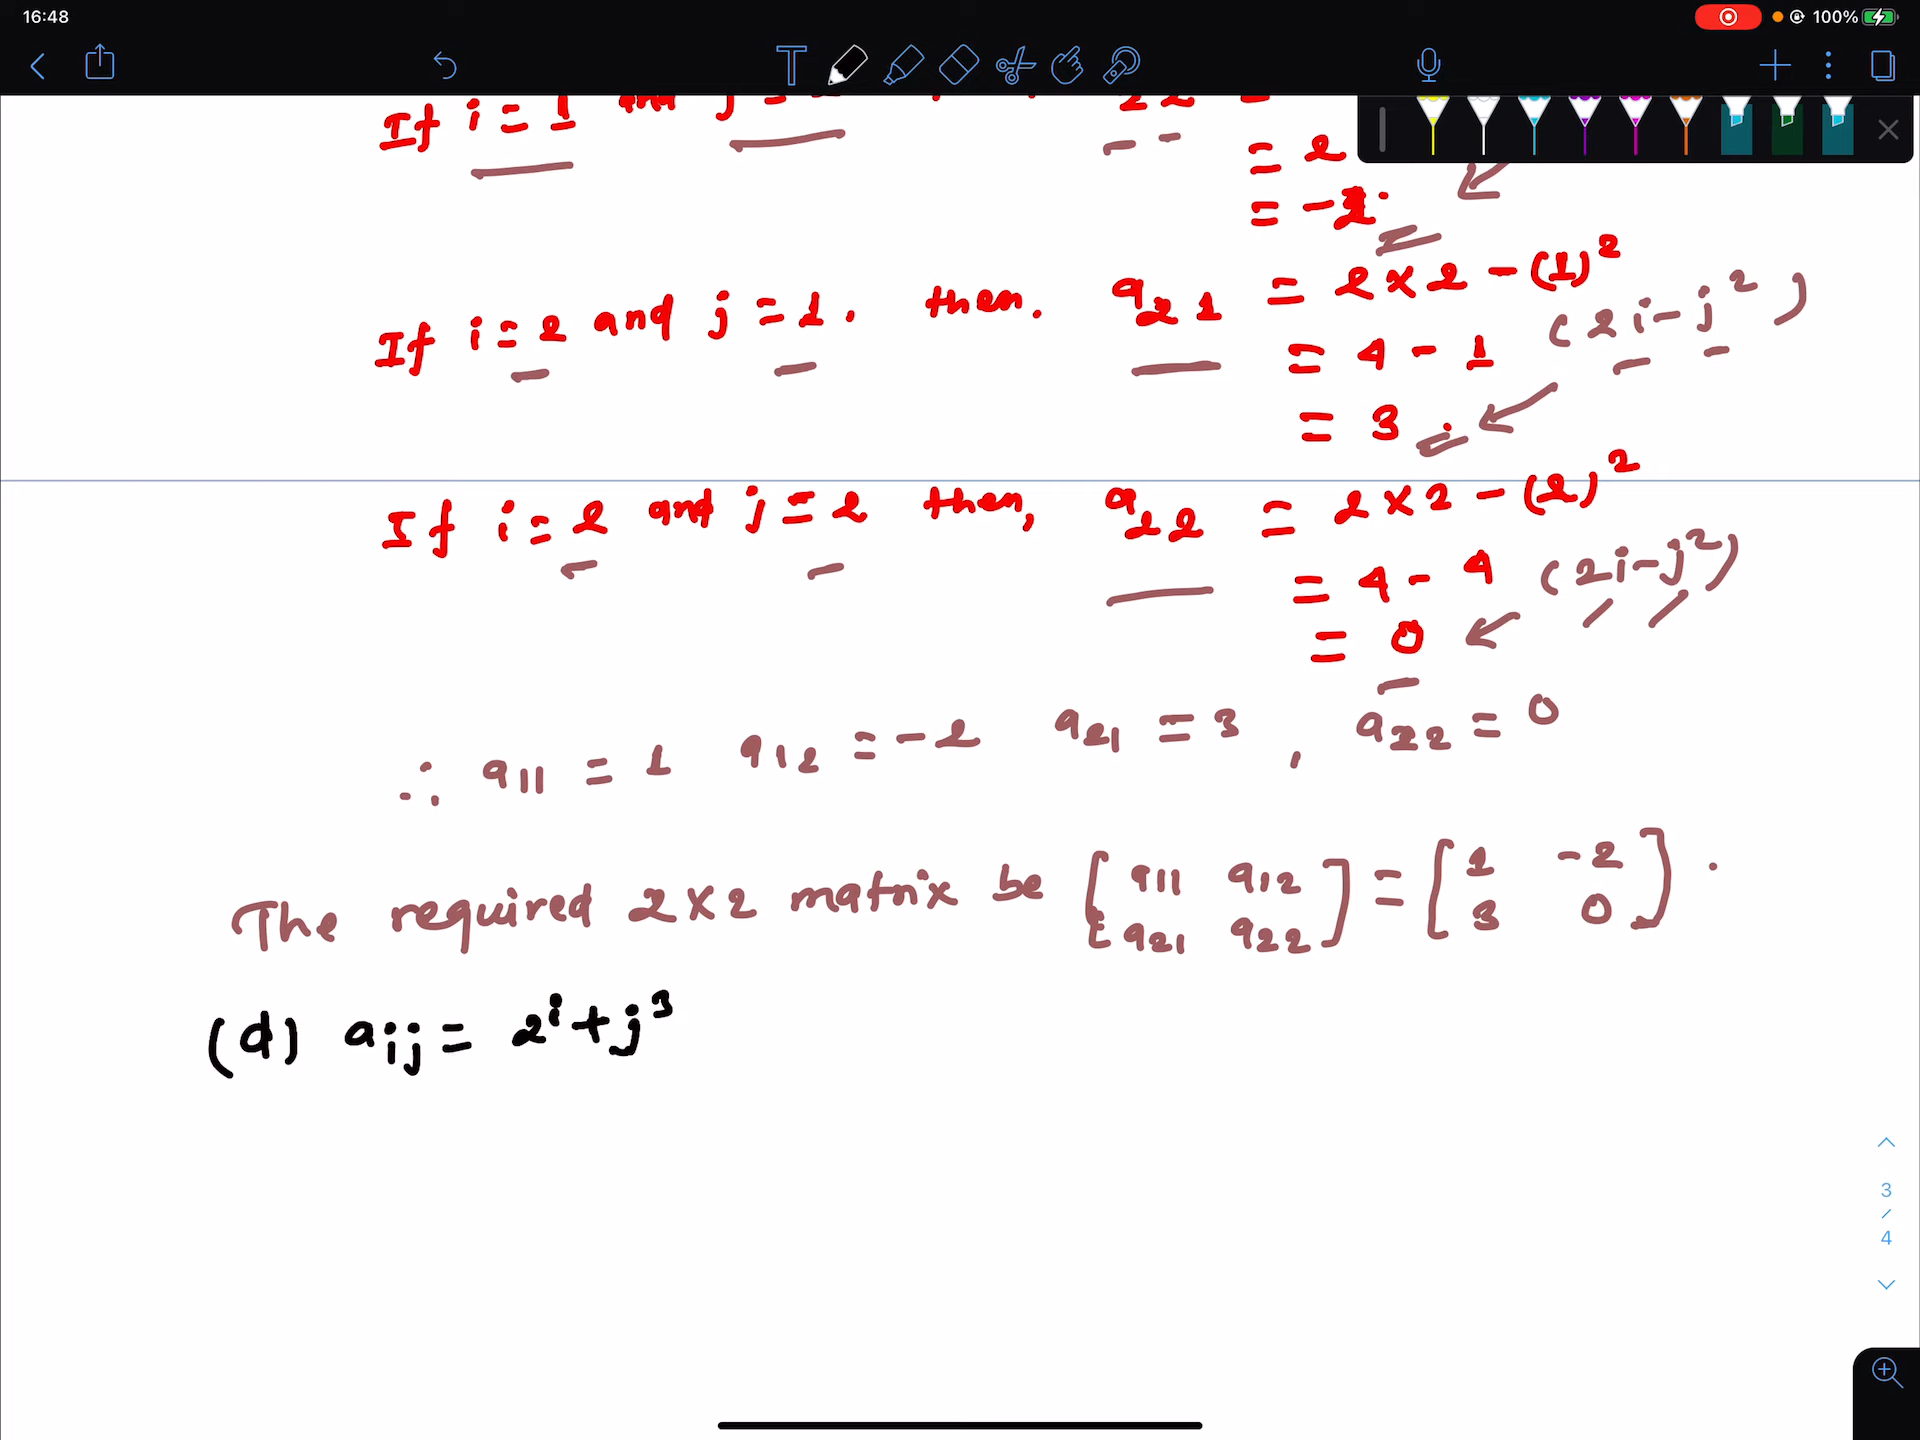 16:48
100%
If i = 1 and j =
= 2
= -2.
If i = 2 and j = 1. then. a21 = 2 x 2 - (1)²
= 4 - 1 (2i - j²)
= 3.
If i = 2 and j = 2 then, a22 = 2 x 2 - (2)²
= 4 - 4 (2i - j²)
= 0
∴ a11 = 1 a12 = -2 a21 = 3, a22 = 0
The required 2 x 2 matrix be [a11 a12 = [1 -2
a21 a22] 3 0].
(d) aij = 2^i + j³
3
/
4